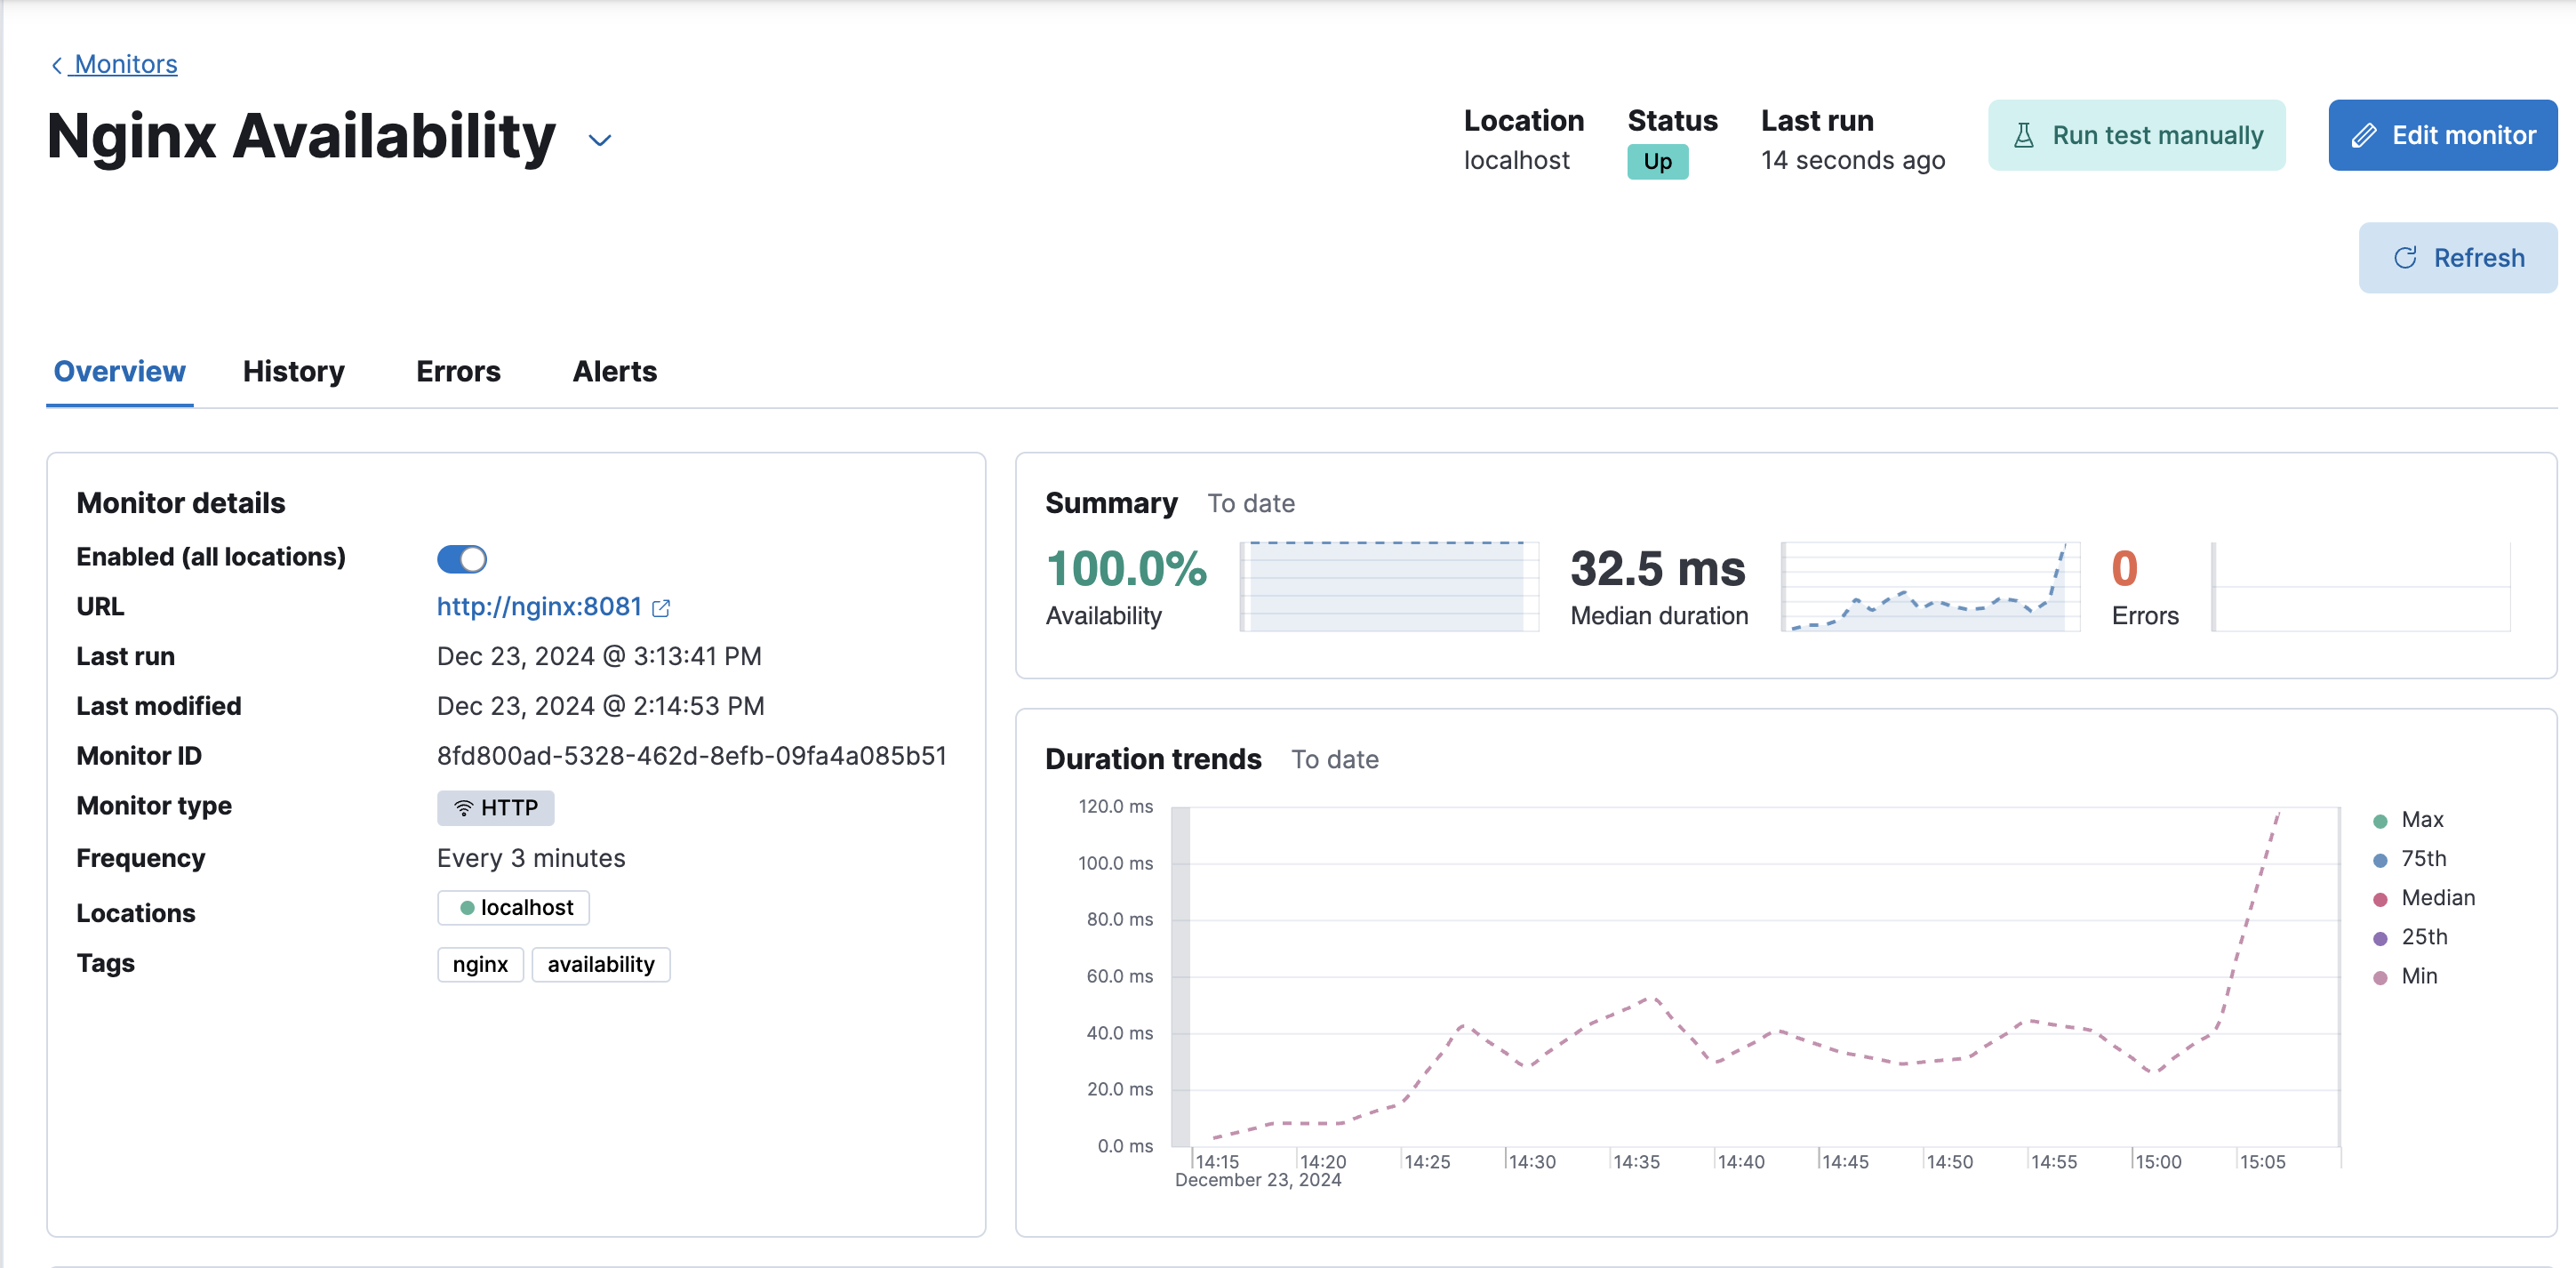 Monitors
Nginx Availability
Location
localhost
Status
Up
Last run
14 seconds ago
Run test manually
Edit monitor
Refresh
Overview
History
Errors
Alerts
Monitor details
Enabled (all locations)
URL
http://nginx:8081
Last run
Dec 23, 2024 @ 3:13:41 PM
Last modified
Dec 23, 2024 @ 2:14:53 PM
Monitor ID
8fd800ad-5328-462d-8efb-09fa4a085b51
Monitor type
HTTP
Frequency
Every 3 minutes
Locations
localhost
Tags
nginx
availability
Summary
To date
100.0%
Availability
32.5 ms
Median duration
0
Errors
Duration trends
To date
120.0 ms
100.0 ms
80.0 ms
60.0 ms
40.0 ms
20.0 ms
0.0 ms
14:15
14:20
14:25
14:30
14:35
14:40
14:45
14:50
14:55
15:00
15:05
December 23, 2024
Max
75th
Median
25th
Min